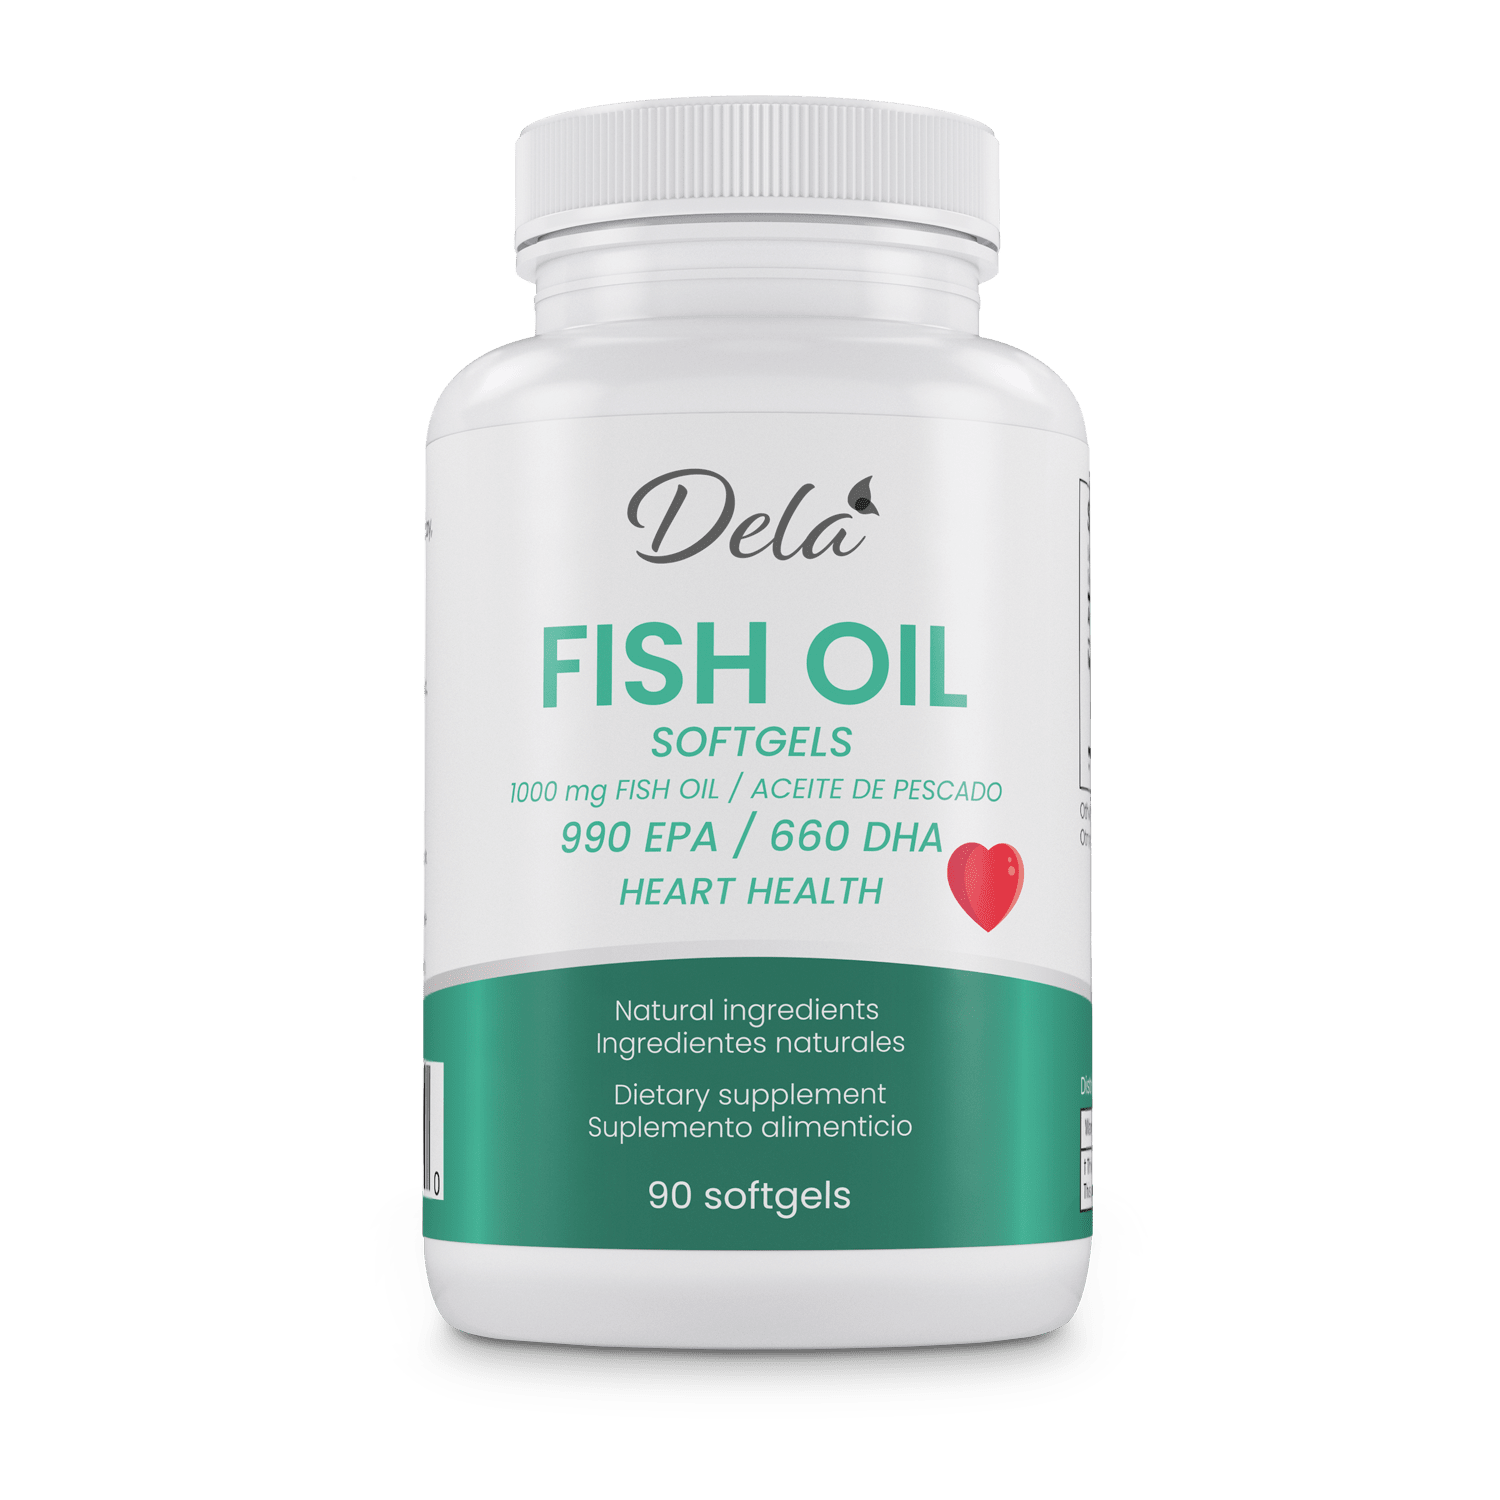 Dela
FISH OIL
SOFTGELS
1000 mg FISH OIL / ACEITE DE PESCADO
990 EPA / 660 DHA
HEART HEALTH
Natural ingredients
Ingredientes naturales
Dietary supplement
Suplemento alimenticio
90 softgels
0